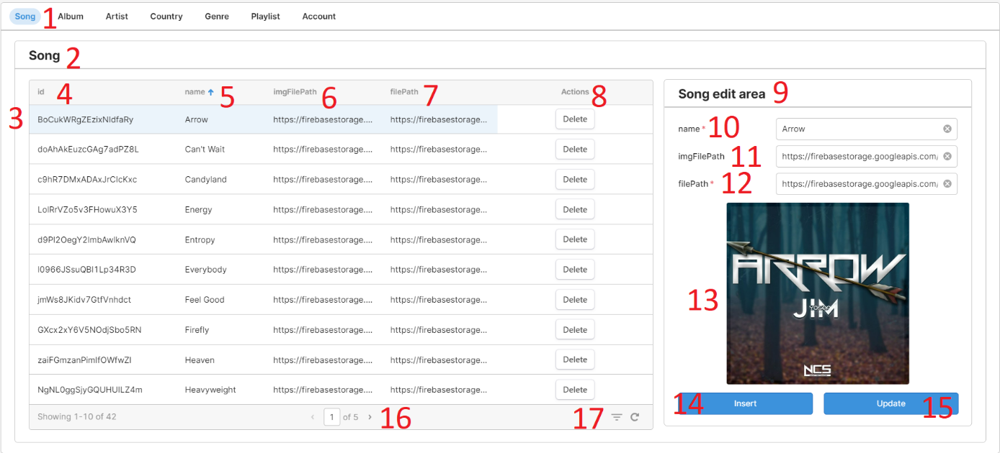 Song 1 Album Artist Country Genre Playlist Account
Song 2
id 4 name 5 imgFilePath 6 filePath 7 Actions 8
3 BoCukWRgZEzixNIdfaRy Arrow https://firebasestorage.... https://firebasestorage... Delete
doAhAkEuzcGAg7adPZ8L Can't Wait https://firebasestorage.... https://firebasestorage... Delete
c9hR7DMxADAxJrClcKxc Candyland https://firebasestorage.... https://firebasestorage... Delete
LolRrVZo5v3FHowuX3Y5 Energy https://firebasestorage.... https://firebasestorage... Delete
d9PI2OegY2lmbAwlknVQ Entropy https://firebasestorage.... https://firebasestorage... Delete
I0966JSsuQBI1Lp34R3D Everybody https://firebasestorage.... https://firebasestorage... Delete
jmWs8JKidv7GtfVnhdct Feel Good https://firebasestorage.... https://firebasestorage... Delete
GXcx2xY6V5NOdjSbo5RN Firefly https://firebasestorage.... https://firebasestorage... Delete
zaiFGmzanPimIfOWfwZI Heaven https://firebasestorage.... https://firebasestorage... Delete
NgNL0ggSjyGQUHUILZ4m Heavyweight https://firebasestorage.... https://firebasestorage... Delete
Showing 1-10 of 42 1 of 5 16 17
Song edit area 9
name * 10 Arrow
imgFilePath 11 https://firebasestorage.googleapis.com/
filePath * 12 https://firebasestorage.googleapis.com/
13
ARROW
JIM
YOSEF
NCS
14 Insert Update 15